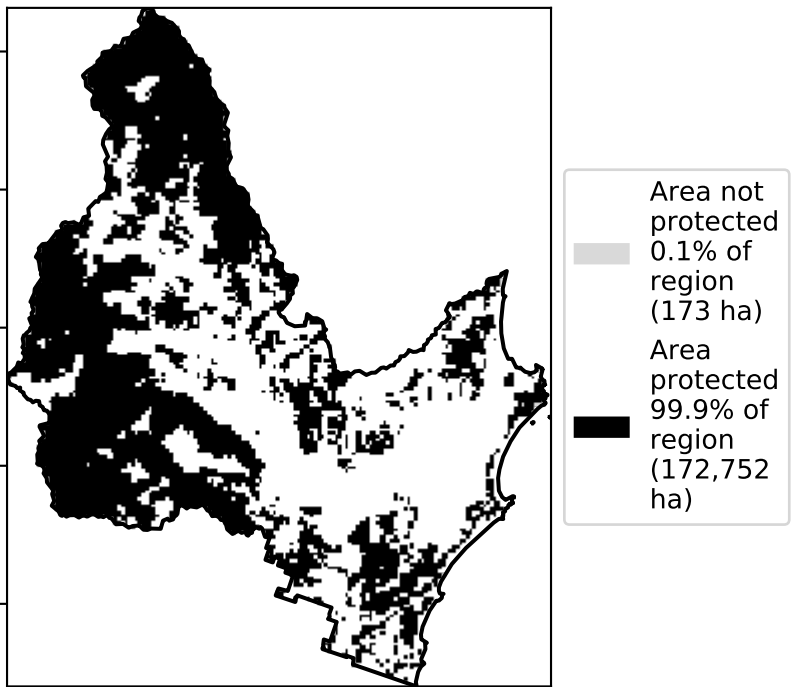 Area not
protected
0.1% of
region
(173 ha)
Area
protected
99.9% of
region
(172,752
ha)